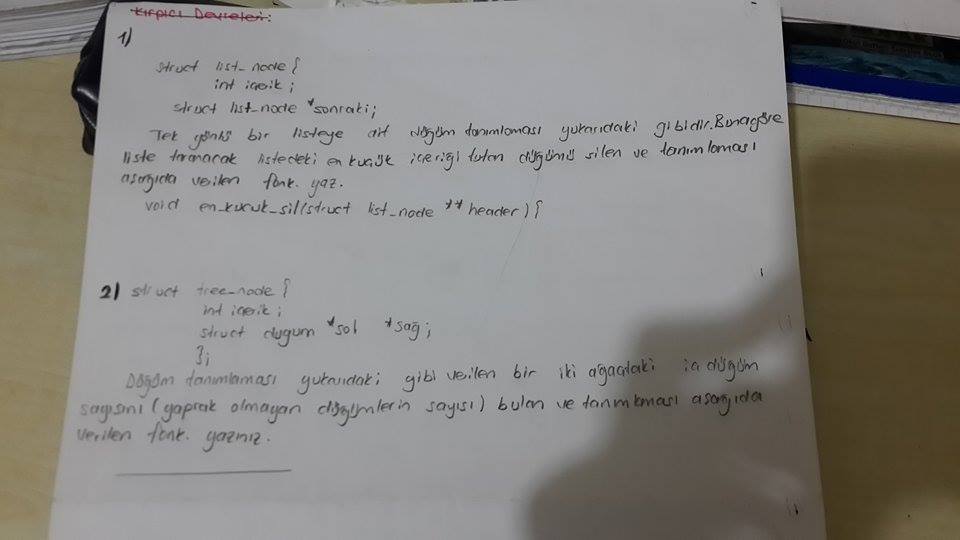 Kırpıcı Devreleri:
1)
struct list_node {
int icerik;
struct list_node *sonraki;
Tek yönlü bir listeye ait düğüm tanımlaması yukarıdaki gibidir. Buna göre
liste taranacak listedeki en küçük içeriği tutan düğümü silen ve tanımlaması
aşağıda verilen fonk. yaz.
void en_kucuk_sil(struct list_node **header) {
2) struct tree_node {
int icerik;
struct dugum *sol *sağ;
};
Düğüm tanımlaması yukarıdaki gibi verilen bir iki ağaçdaki iç düğüm
sayısını (yaprak olmayan düğümlerin sayısı) bulan ve tanımlaması aşağıda
verilen fonk. yazınız.